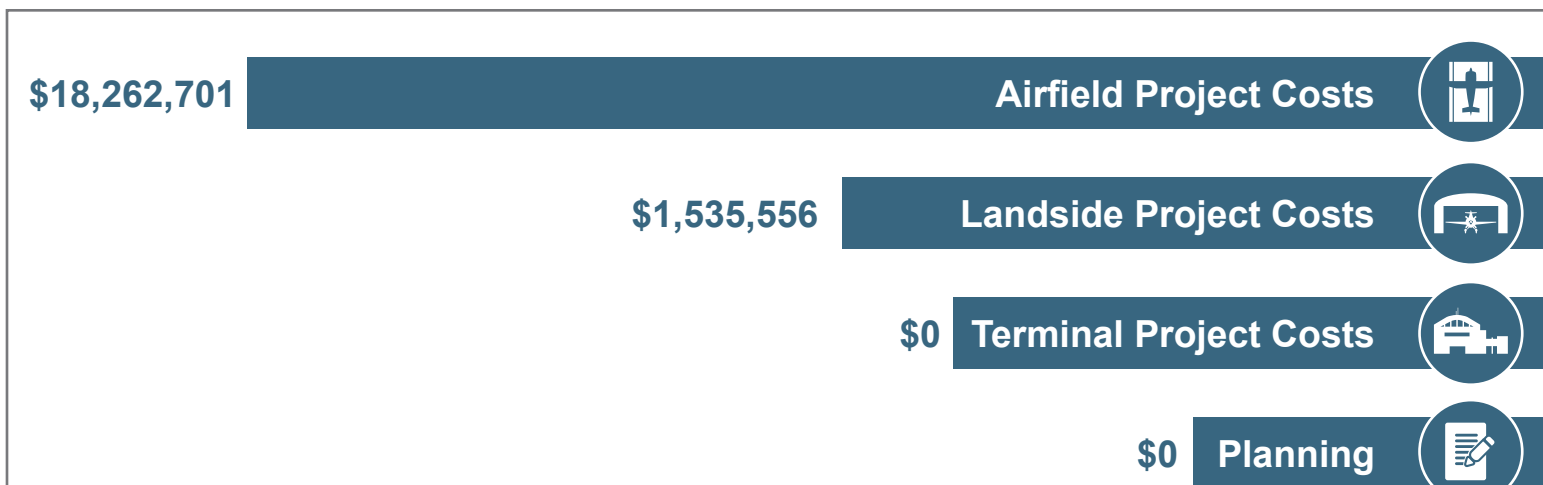 $18,262,701 Airfield Project Costs
$1,535,556 Landside Project Costs
$0 Terminal Project Costs
$0 Planning